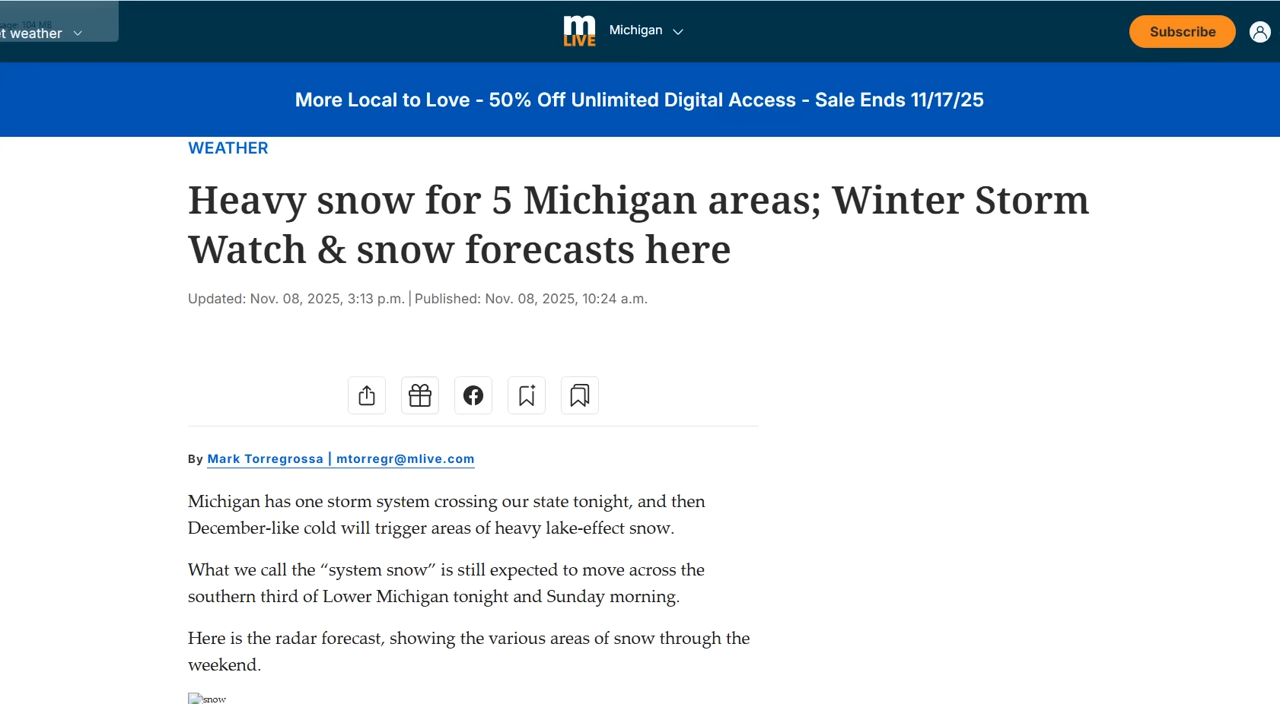 sage: 104 MB
et weather
m
LIVE
Michigan
Subscribe
More Local to Love - 50% Off Unlimited Digital Access - Sale Ends 11/17/25
WEATHER
Heavy snow for 5 Michigan areas; Winter Storm
Watch & snow forecasts here
Updated: Nov. 08, 2025, 3:13 p.m. | Published: Nov. 08, 2025, 10:24 a.m.
By Mark Torregrossa | mtorregr@mlive.com
Michigan has one storm system crossing our state tonight, and then
December-like cold will trigger areas of heavy lake-effect snow.
What we call the “system snow” is still expected to move across the
southern third of Lower Michigan tonight and Sunday morning.
Here is the radar forecast, showing the various areas of snow through the
weekend.
snow